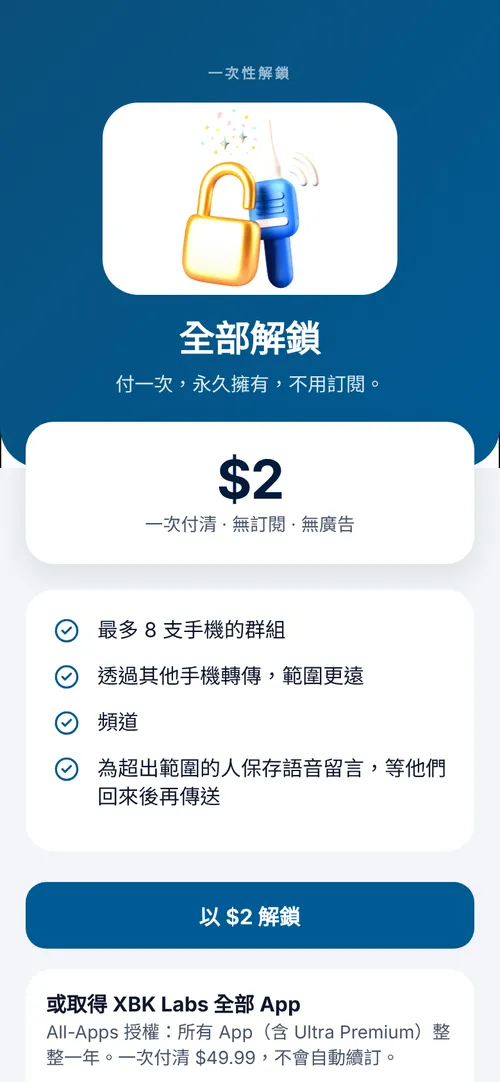 一次性解鎖
全部解鎖
付一次，永久擁有，不用訂閱。
$2
一次付清 · 無訂閱 · 無廣告
最多 8 支手機的群組
透過其他手機轉傳，範圍更遠
頻道
為超出範圍的人保存語音留言，等他們
回來後再傳送
以 $2 解鎖
或取得 XBK Labs 全部 App
All-Apps 授權：所有 App（含 Ultra Premium）整
整一年。一次付清 $49.99，不會自動續訂。